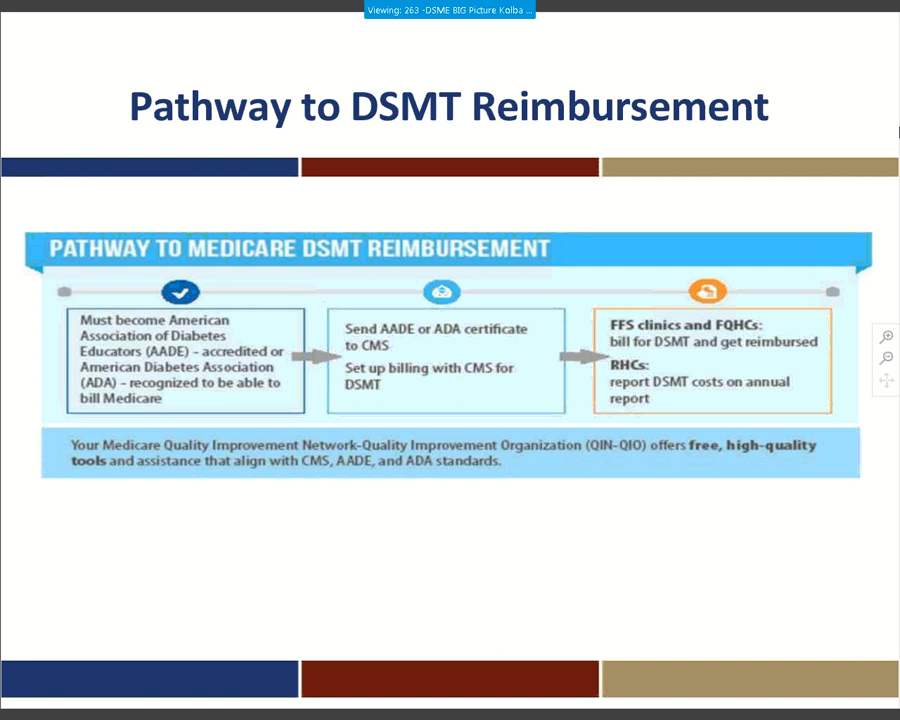 Viewing: 263 -DSME BIG Picture Kolba ...
Pathway to DSMT Reimbursement
PATHWAY TO MEDICARE DSMT REIMBURSEMENT
Must become American
Association of Diabetes
Educators (AADE) – accredited or
American Diabetes Association
(ADA) – recognized to be able to
bill Medicare
Send AADE or ADA certificate
to CMS
Set up billing with CMS for
DSMT
FFS clinics and FQHCs:
bill for DSMT and get reimbursed
RHCs:
report DSMT costs on annual
report
Your Medicare Quality Improvement Network-Quality Improvement Organization (QIN-QIO) offers free, high-quality
tools and assistance that align with CMS, AADE, and ADA standards.